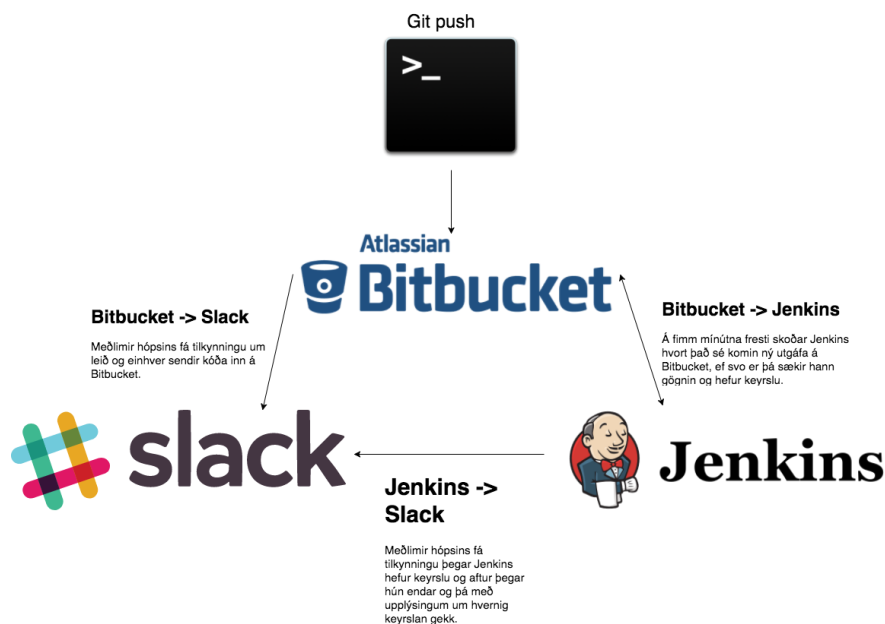 Git push
>_
Atlassian
Bitbucket
Bitbucket -> Slack
Meðlimir hópsins fá tilkynningu um
leið og einhver sendir kóða inn á
Bitbucket.
Bitbucket -> Jenkins
Á fimm mínútna fresti skoðar Jenkins
hvort það sé komin ný utgáfa á
Bitbucket, ef svo er þá sækir hann
gögnin og hefur keyrslu.
slack
Jenkins
Jenkins ->
Slack
Meðlimir hópsins fá
tilkynningu þegar Jenkins
hefur keyrslu og aftur þegar
hún endar og þá með
upplýsingum um hvernig
keyrslan gekk.